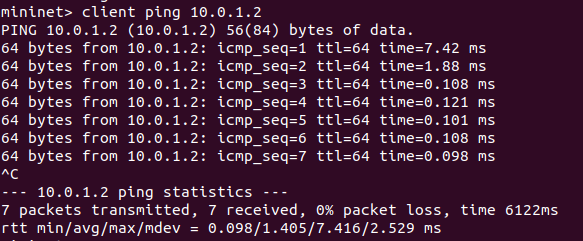 mininet> client ping 10.0.1.2
PING 10.0.1.2 (10.0.1.2) 56(84) bytes of data.
64 bytes from 10.0.1.2: icmp_seq=1 ttl=64 time=7.42 ms
64 bytes from 10.0.1.2: icmp_seq=2 ttl=64 time=1.88 ms
64 bytes from 10.0.1.2: icmp_seq=3 ttl=64 time=0.108 ms
64 bytes from 10.0.1.2: icmp_seq=4 ttl=64 time=0.121 ms
64 bytes from 10.0.1.2: icmp_seq=5 ttl=64 time=0.101 ms
64 bytes from 10.0.1.2: icmp_seq=6 ttl=64 time=0.108 ms
64 bytes from 10.0.1.2: icmp_seq=7 ttl=64 time=0.098 ms
^C
--- 10.0.1.2 ping statistics ---
7 packets transmitted, 7 received, 0% packet loss, time 6122ms
rtt min/avg/max/mdev = 0.098/1.405/7.416/2.529 ms